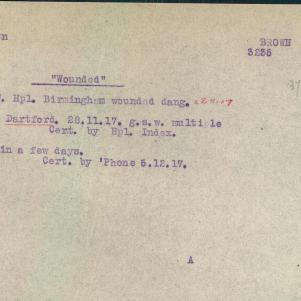 n
BROWN
3235
"Wounded"
. Hpl. Birmingham wounded dang.
Dartford. 28.11.17. g.s.w. multiple
Cert. by Hpl. Index.
in a few days.
Cert. by 'Phone 5.12.17.
A